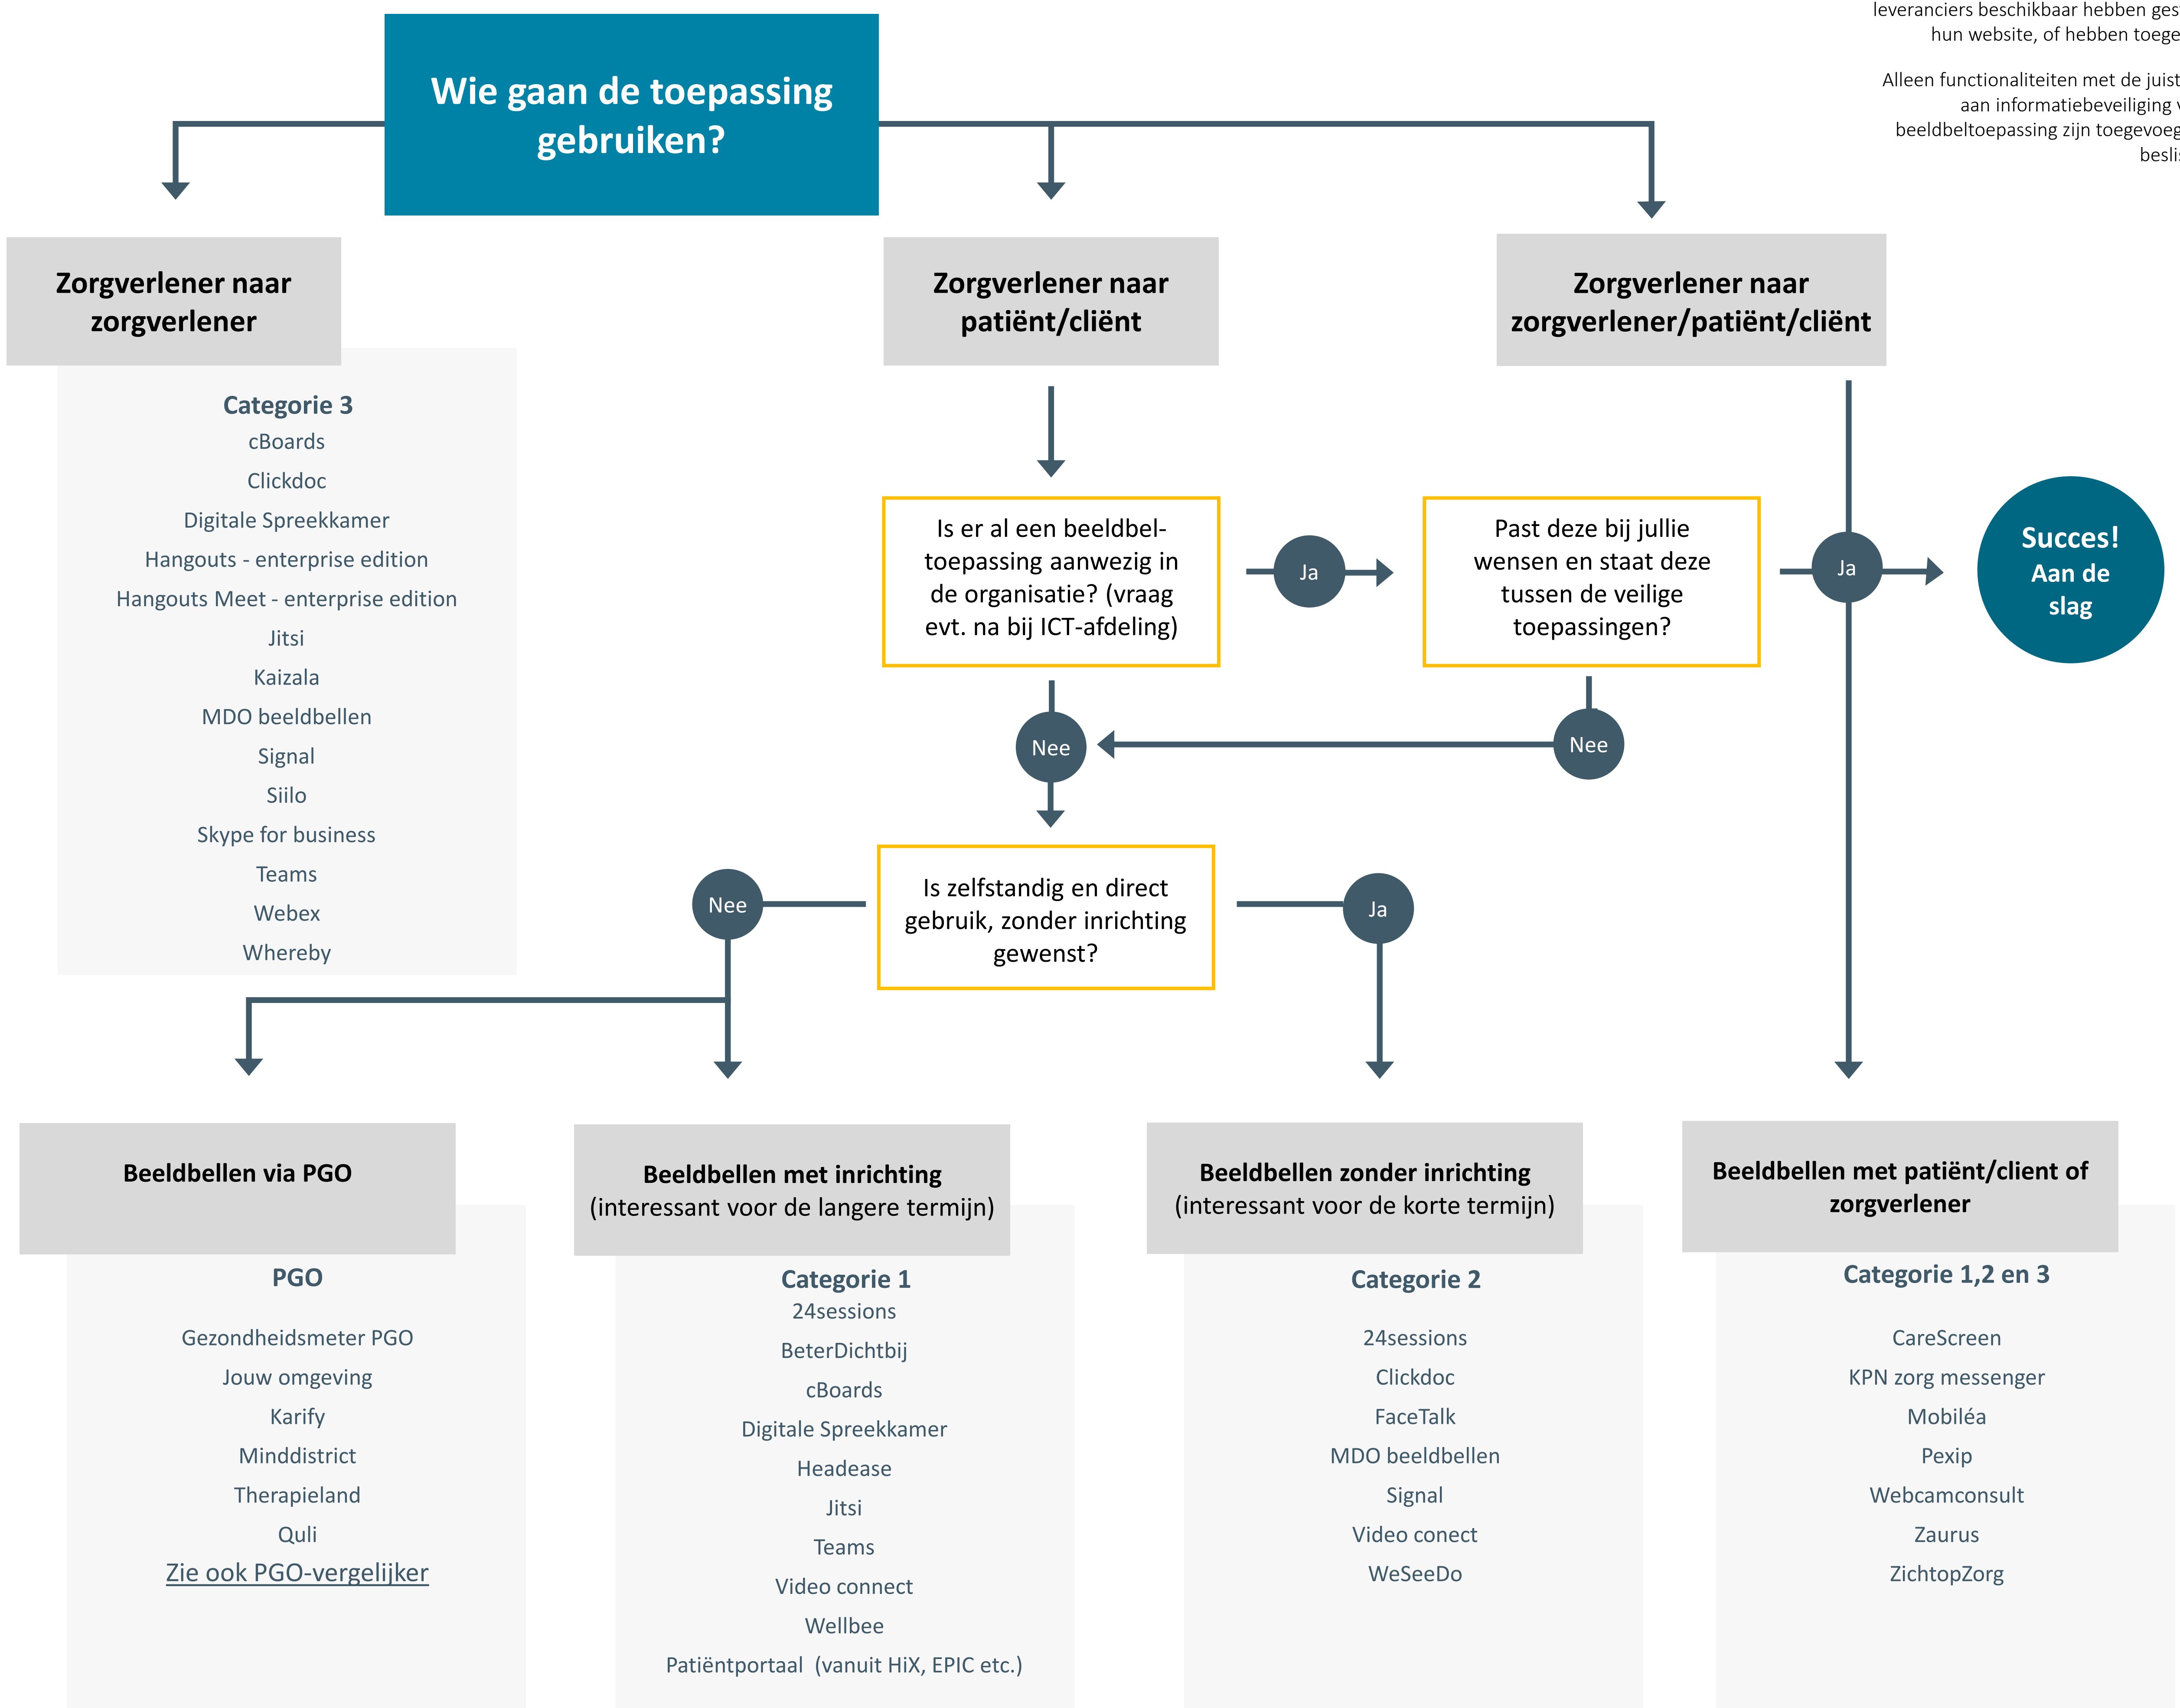 leveranciers beschikbaar hebben ges
hun website, of hebben toege
Alleen functionaliteiten met de juist
aan informatiebeveiliging
beeldbeltoepassing zijn toegevoeg
besli
Wie gaan de toepassing
gebruiken?
Zorgverlener naar
zorgverlener
Zorgverlener naar
patiënt/cliënt
Zorgverlener naar
zorgverlener/patiënt/cliënt
Categorie 3
cBoards
Clickdoc
Digitale Spreekkamer
Hangouts - enterprise edition
Hangouts Meet - enterprise edition
Jitsi
Kaizala
MDO beeldbellen
Signal
Siilo
Skype for business
Teams
Webex
Whereby
Is er al een beeldbel-
toepassing aanwezig in
de organisatie? (vraag
evt. na bij ICT-afdeling)
Ja
Past deze bij jullie
wensen en staat deze
tussen de veilige
toepassingen?
Ja
Succes!
Aan de
slag
Nee
Nee
Nee
Is zelfstandig en direct
gebruik, zonder inrichting
gewenst?
Ja
Beeldbellen via PGO
PGO
Gezondheidsmeter PGO
Jouw omgeving
Karify
Minddistrict
Therapieland
Quli
Zie ook PGO-vergelijker
Beeldbellen met inrichting
(interessant voor de langere termijn)
Categorie 1
24sessions
BeterDichtbij
cBoards
Digitale Spreekkamer
Headease
Jitsi
Teams
Video connect
Wellbee
Patiëntportaal (vanuit HiX, EPIC etc.)
Beeldbellen zonder inrichting
(interessant voor de korte termijn)
Categorie 2
24sessions
Clickdoc
FaceTalk
MDO beeldbellen
Signal
Video conect
WeSeeDo
Beeldbellen met patiënt/client of
zorgverlener
Categorie 1,2 en 3
CareScreen
KPN zorg messenger
Mobiléa
Pexip
Webcamconsult
Zaurus
ZichtopZorg